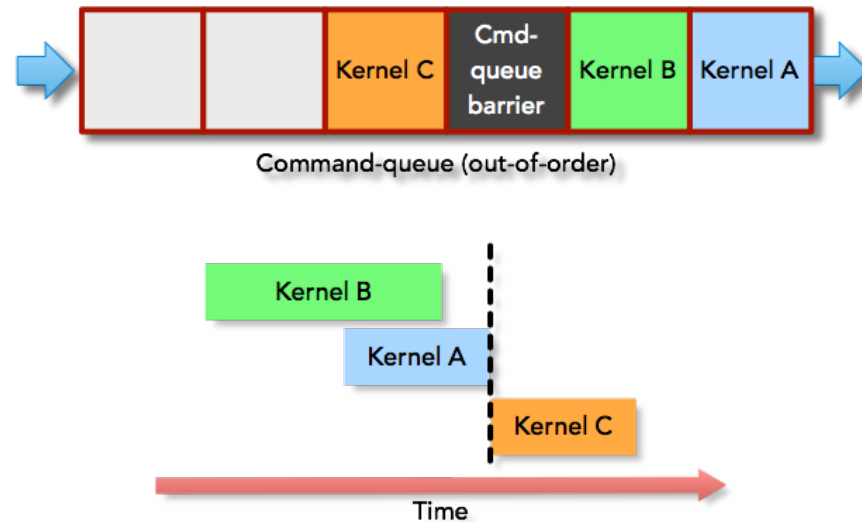 Kernel C
Cmd-
queue
barrier
Kernel B
Kernel A
Command-queue (out-of-order)
Kernel B
Kernel A
Kernel C
Time